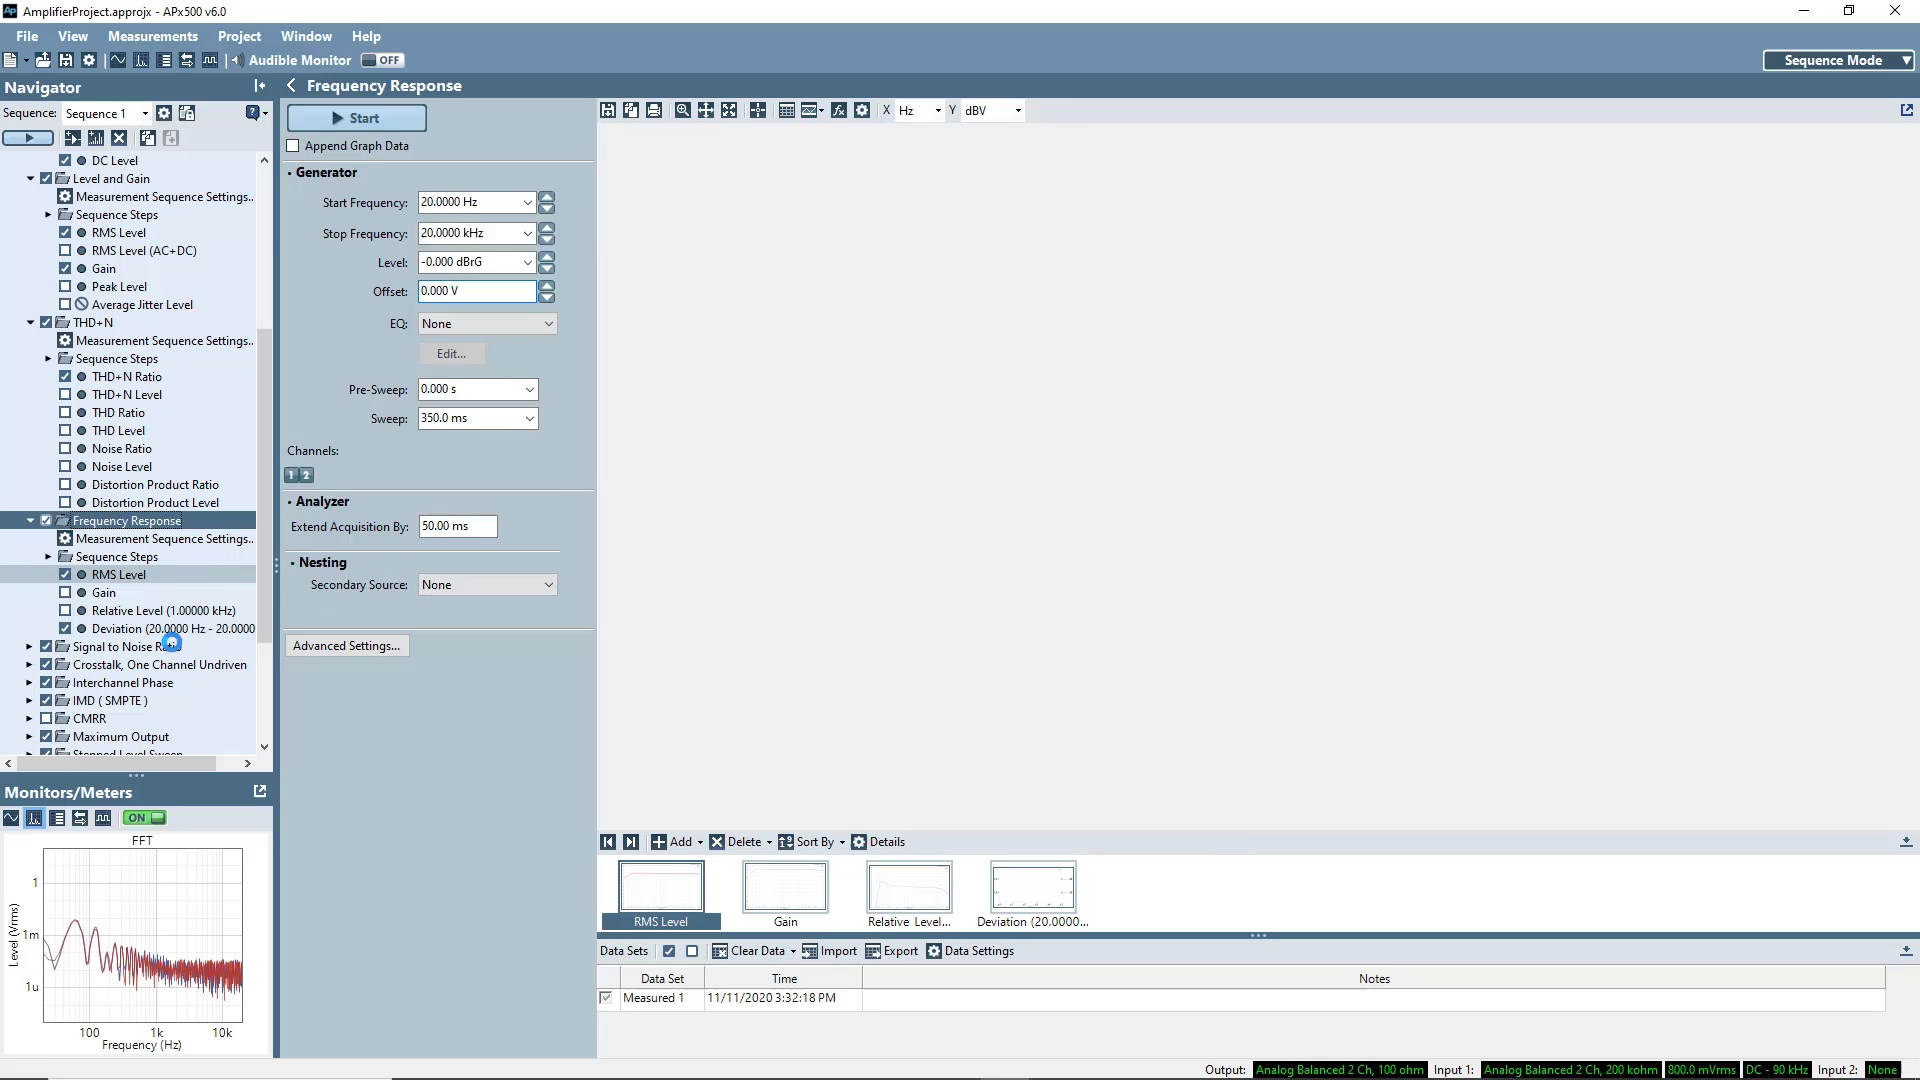 AmplifierProject.approjx - APx500 v6.0
File View Measurements Project Window Help
Audible Monitor OFF
Sequence Mode
Navigator
Sequence: Sequence 1
DC Level
Level and Gain
Measurement Sequence Settings..
Sequence Steps
RMS Level
RMS Level (AC+DC)
Gain
Peak Level
Average Jitter Level
THD+N
Measurement Sequence Settings..
Sequence Steps
THD+N Ratio
THD+N Level
THD Ratio
THD Level
Noise Ratio
Noise Level
Distortion Product Ratio
Distortion Product Level
Frequency Response
Measurement Sequence Settings..
Sequence Steps
RMS Level
Gain
Relative Level (1.00000 kHz)
Deviation (20.0000 Hz - 20.0000
Signal to Noise
Crosstalk, One Channel Undriven
Interchannel Phase
IMD ( SMPTE )
CMRR
Maximum Output
Stepped Level Sweep
Monitors/Meters
ON
FFT
Level (Vrms)
1
1m
1u
100 1k 10k
Frequency (Hz)
Frequency Response
Start
Append Graph Data
Generator
Start Frequency: 20.0000 Hz
Stop Frequency: 20.0000 kHz
Level: -0.000 dBrG
Offset: 0.000 V
EQ: None
Edit...
Pre-Sweep: 0.000 s
Sweep: 350.0 ms
Channels:
1 2
Analyzer
Extend Acquisition By: 50.00 ms
Nesting
Secondary Source: None
Advanced Settings...
X Hz Y dBV
Add Delete Sort By Details
RMS Level Gain Relative Level... Deviation (20.0000...
Data Sets Clear Data Import Export Data Settings
Data Set Time Notes
Measured 1 11/11/2020 3:32:18 PM
Output: Analog Balanced 2 Ch, 100 ohm Input 1: Analog Balanced 2 Ch, 200 kohm 800.0 mVrms DC - 90 kHz Input 2: None